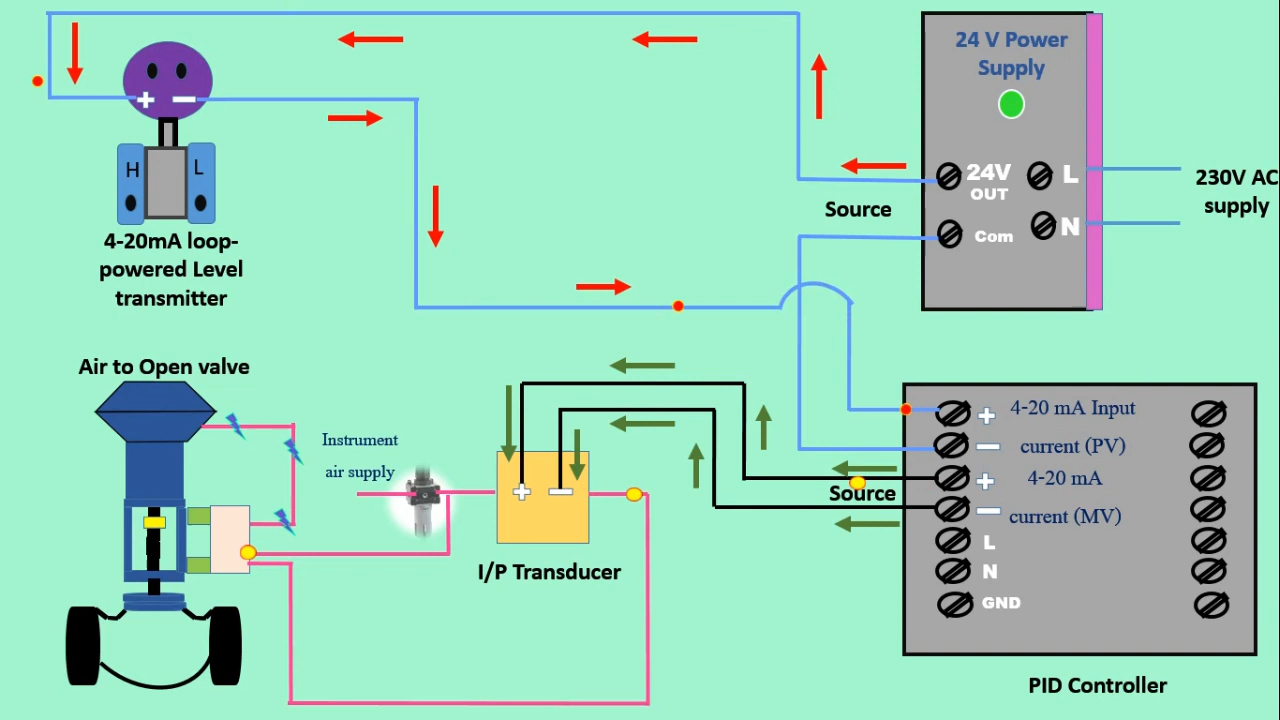 24 V Power
Supply
+ −
H L
24V
OUT
L
230V AC
supply
Source
Com
N
4-20mA loop-
powered Level
transmitter
Air to Open valve
Instrument
air supply
+ −
I/P Transducer
+ 4-20 mA Input
− current (PV)
+ 4-20 mA
Source
− current (MV)
L
N
GND
PID Controller